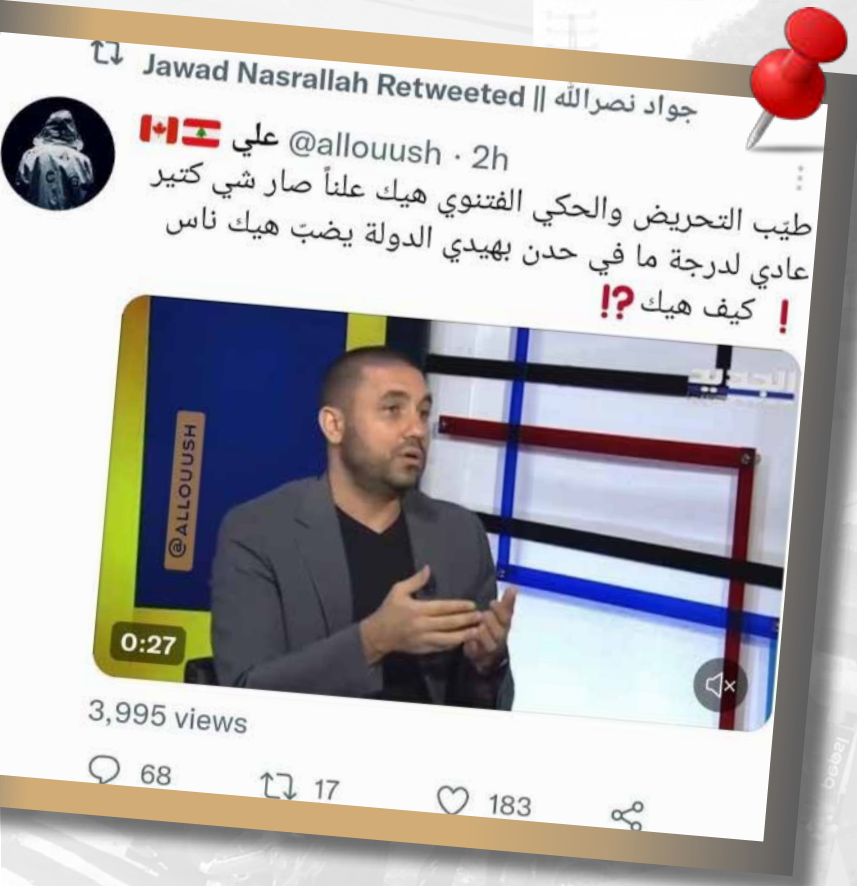 Jawad Nasrallah Retweeted || جواد نصرالله
علي @allouush · 2h
طيّب التحريض والحكي الفتنوي هيك علناً صار شي كتير
عادي لدرجة ما في حدن بهيدي الدولة يضبّ هيك ناس
❗ كيف هيك⁉️
الجديد
@ALLOUUSH
0:27
3,995 views
68
17
183